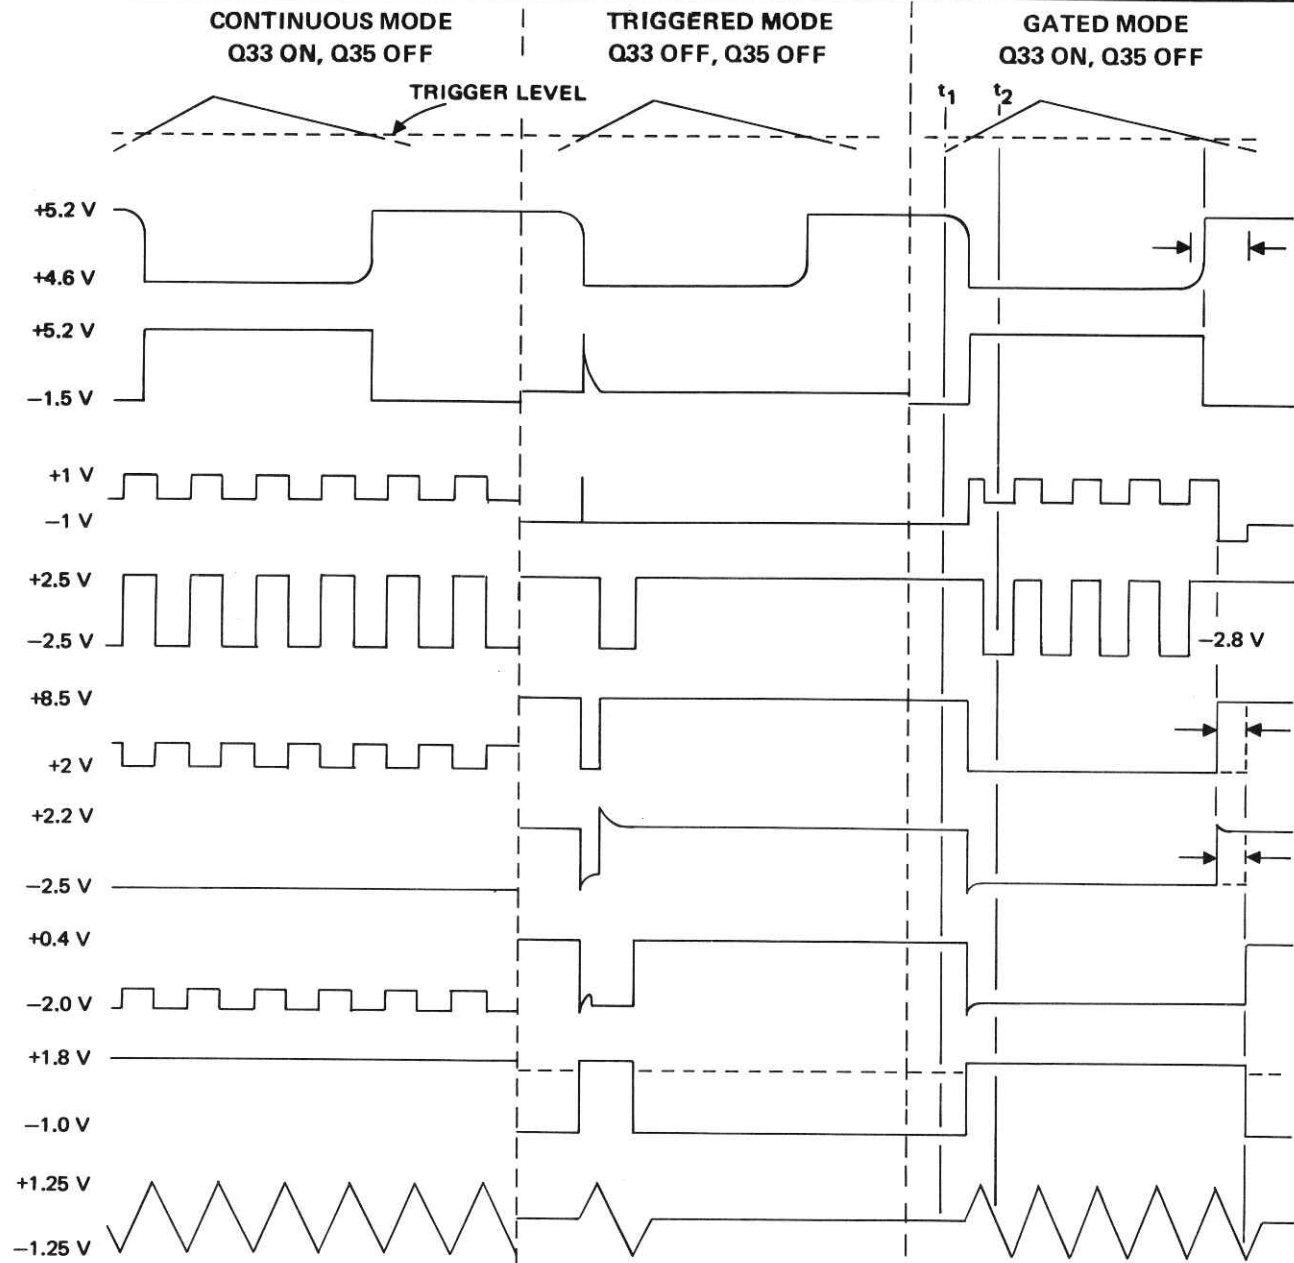 CONTINUOUS MODE
Q33 ON, Q35 OFF
TRIGGERED MODE
Q33 OFF, Q35 OFF
GATED MODE
Q33 ON, Q35 OFF
TRIGGER LEVEL
t1
t2
+5.2 V
+4.6 V
+5.2 V
−1.5 V
+1 V
−1 V
+2.5 V
−2.5 V
−2.8 V
+8.5 V
+2 V
+2.2 V
−2.5 V
+0.4 V
−2.0 V
+1.8 V
−1.0 V
+1.25 V
−1.25 V